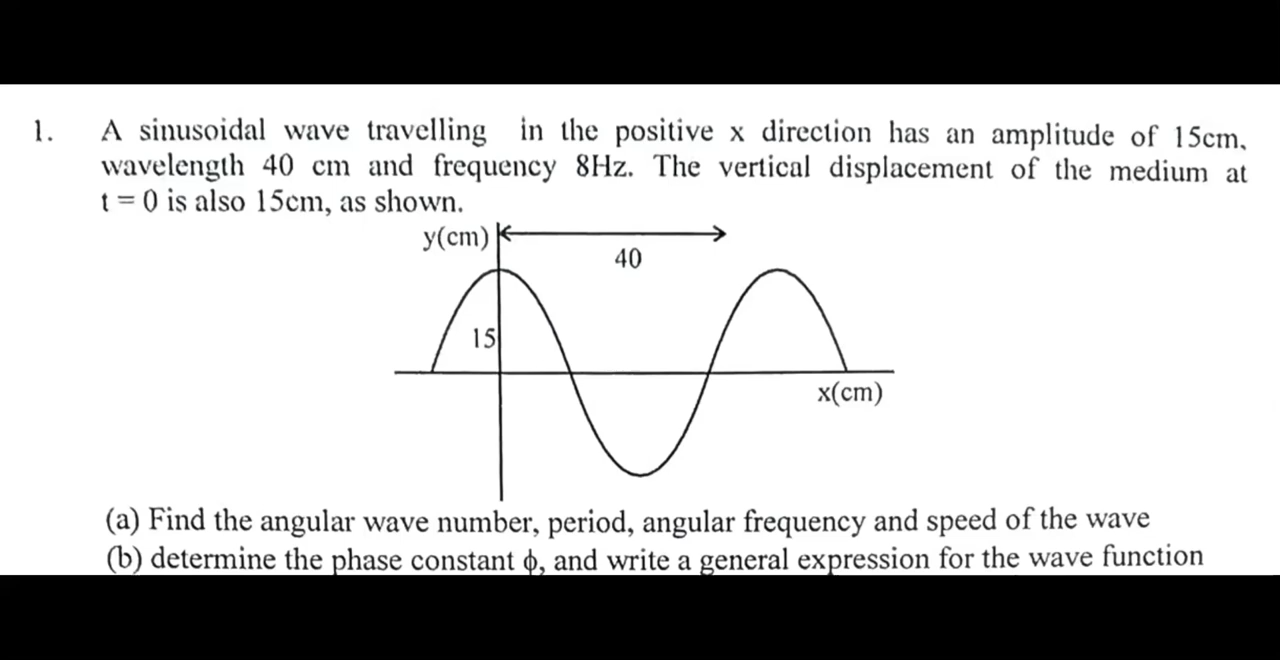 1. A sinusoidal wave travelling in the positive x direction has an amplitude of 15cm,
wavelength 40 cm and frequency 8Hz. The vertical displacement of the medium at
t = 0 is also 15cm, as shown.
y(cm)
40
15
x(cm)
(a) Find the angular wave number, period, angular frequency and speed of the wave
(b) determine the phase constant ϕ, and write a general expression for the wave function